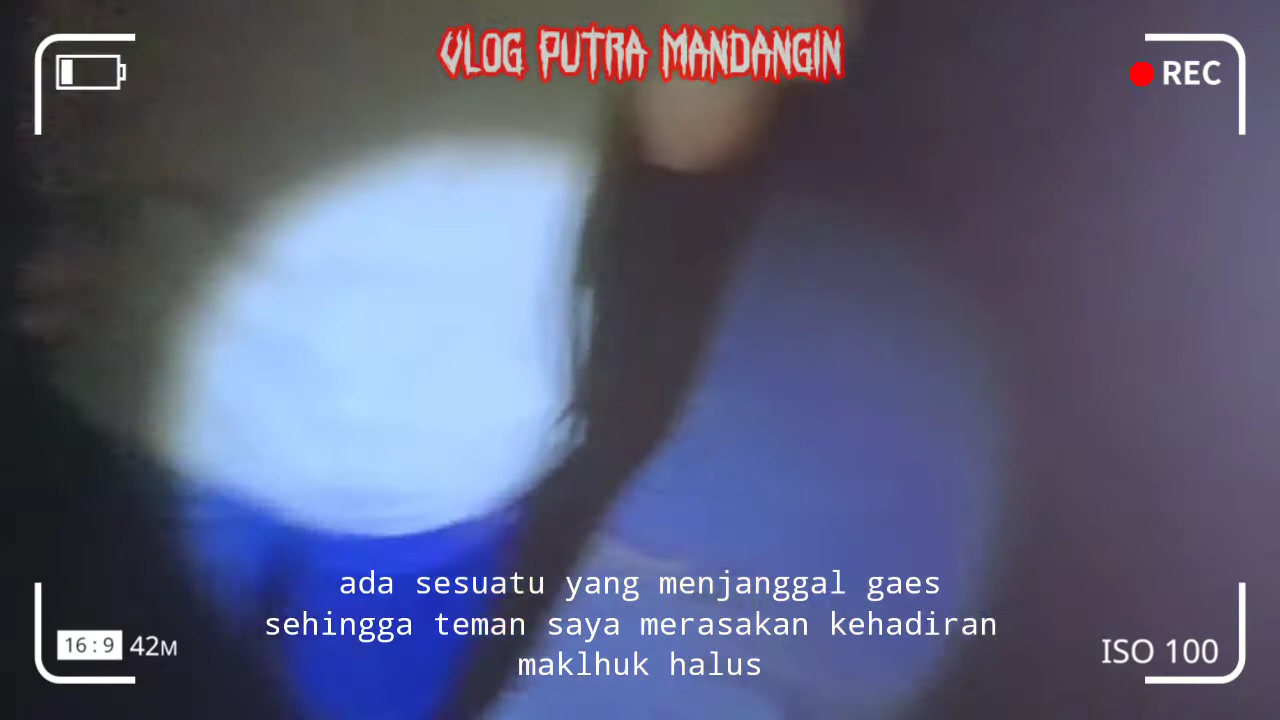 VLOG PUTRA MANDANGIN
REC
ada sesuatu yang menjanggal gaes
sehingga teman saya merasakan kehadiran
maklhuk halus
16:9 42M
ISO 100